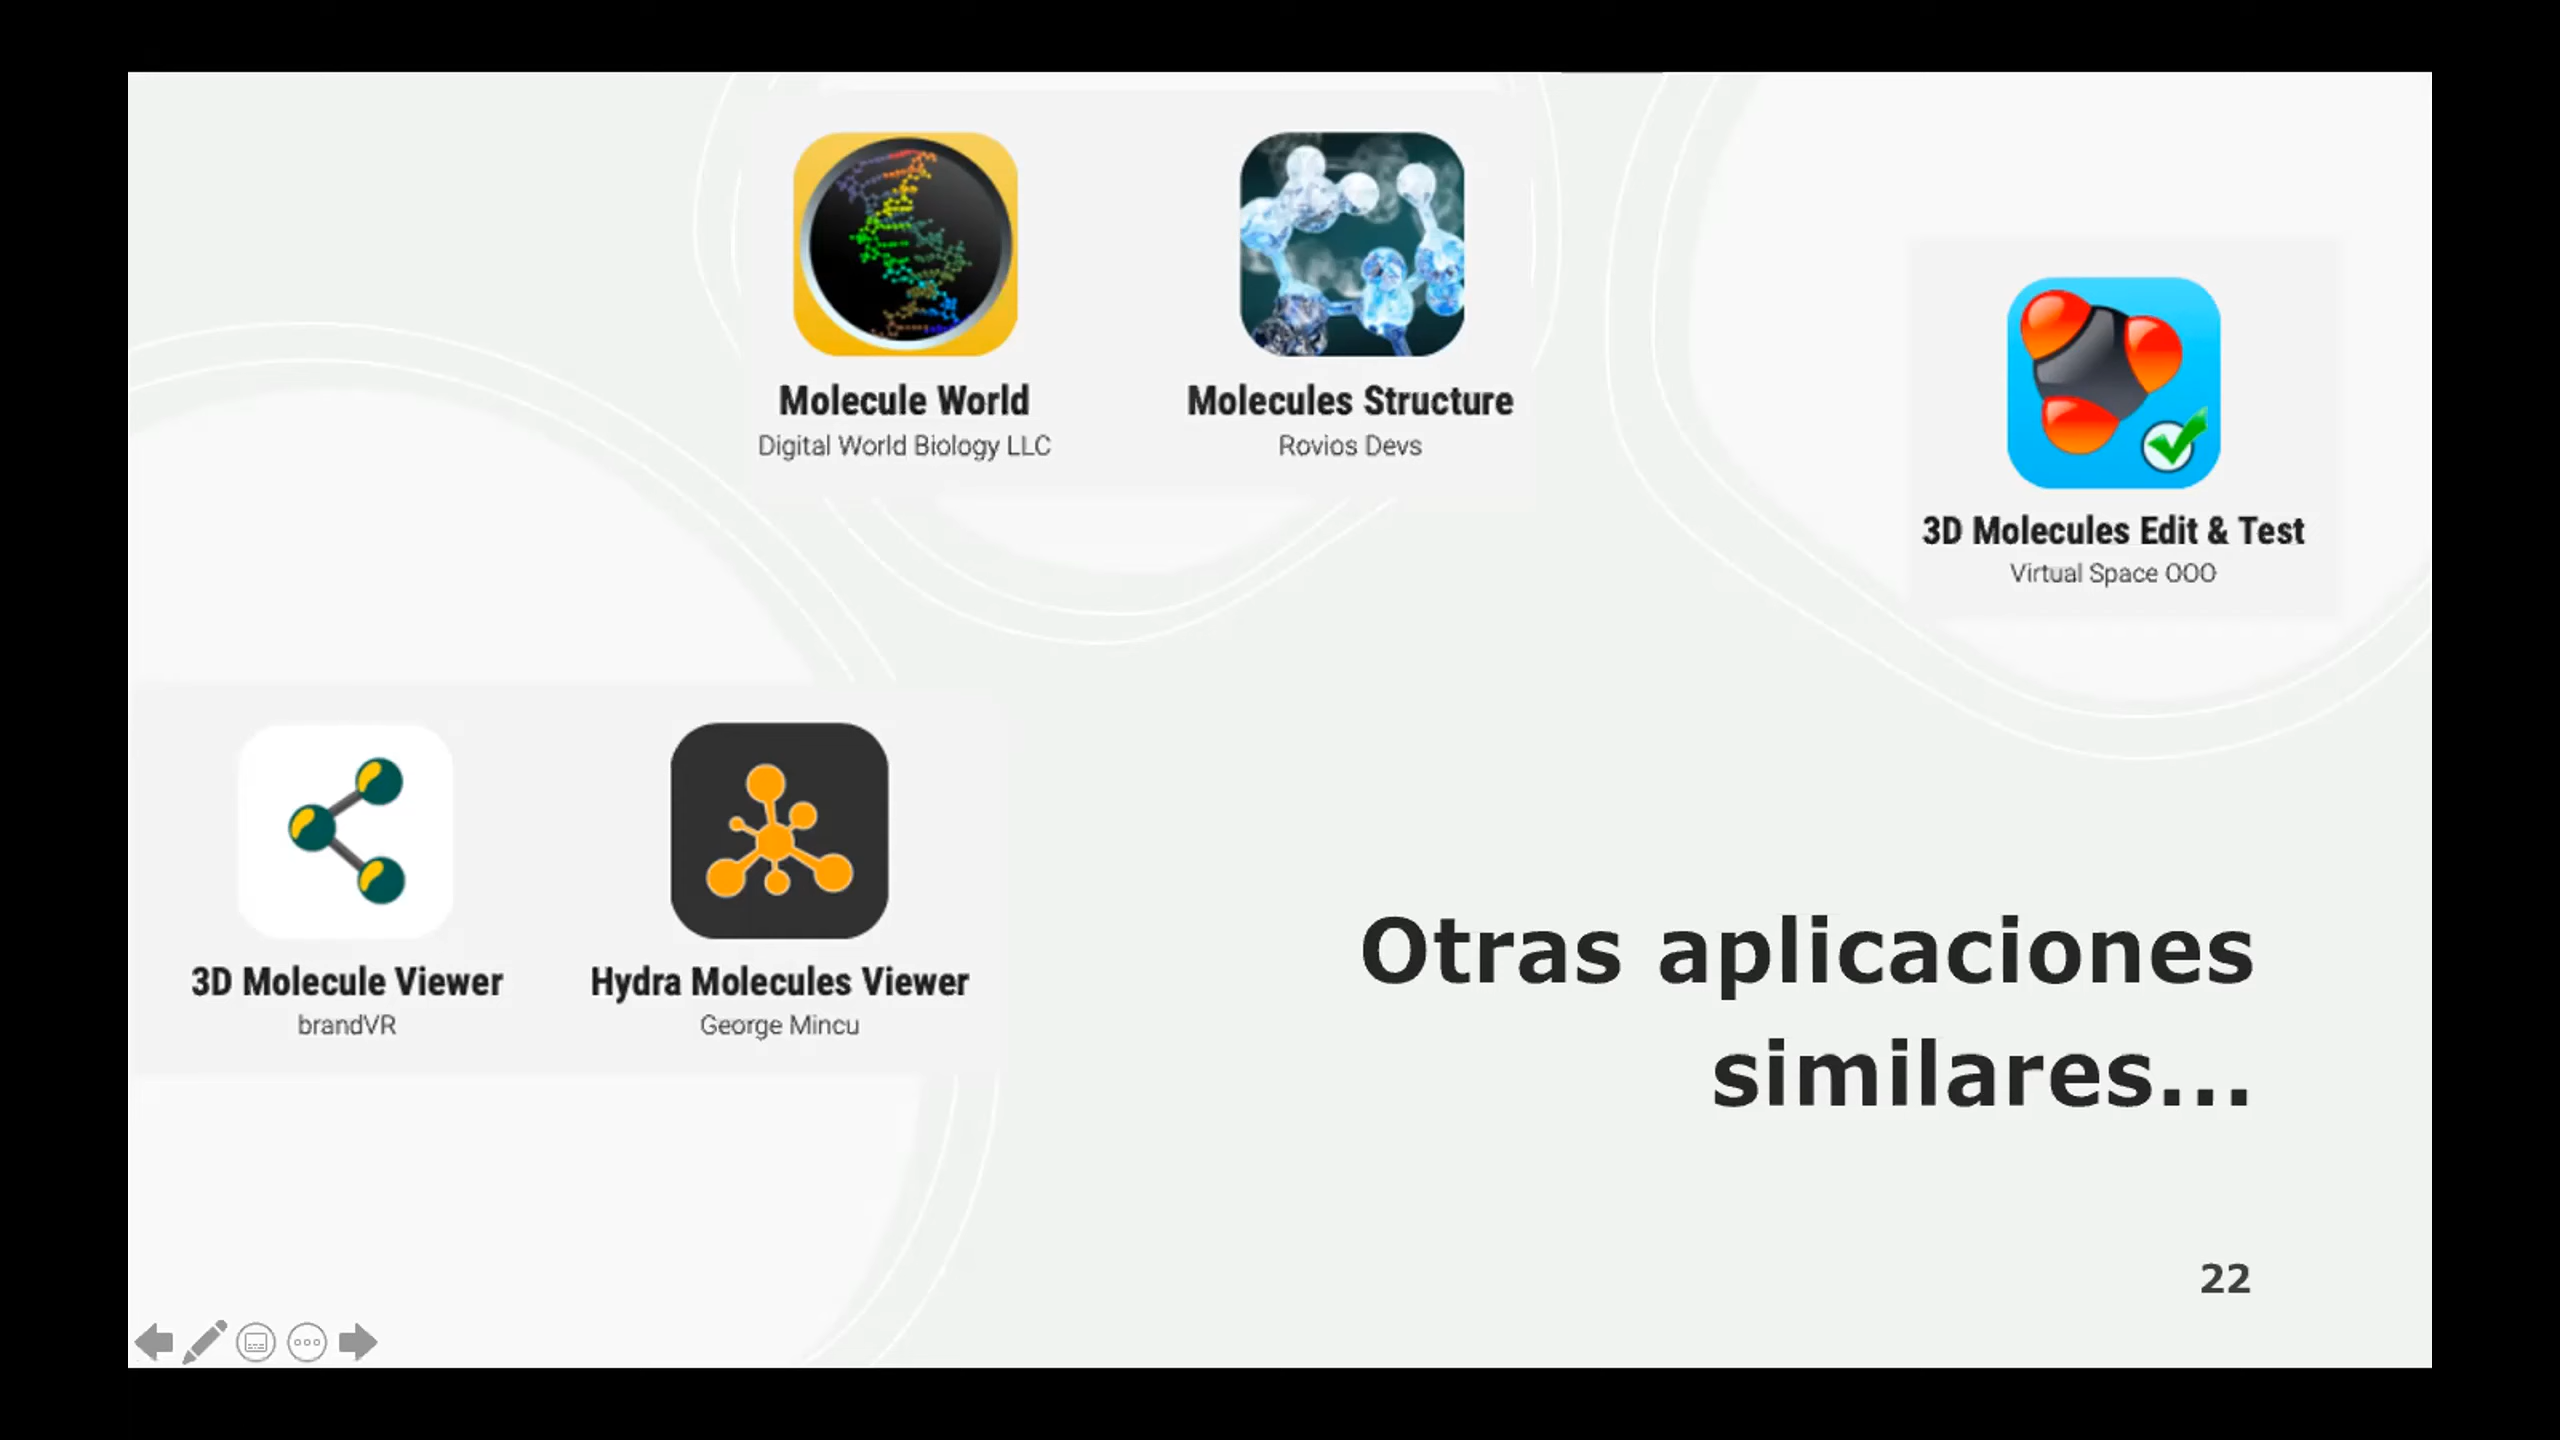 Molecule World
Digital World Biology LLC
Molecules Structure
Rovios Devs
3D Molecules Edit & Test
Virtual Space OOO
3D Molecule Viewer
brandVR
Hydra Molecules Viewer
George Mincu
Otras aplicaciones
similares...
22